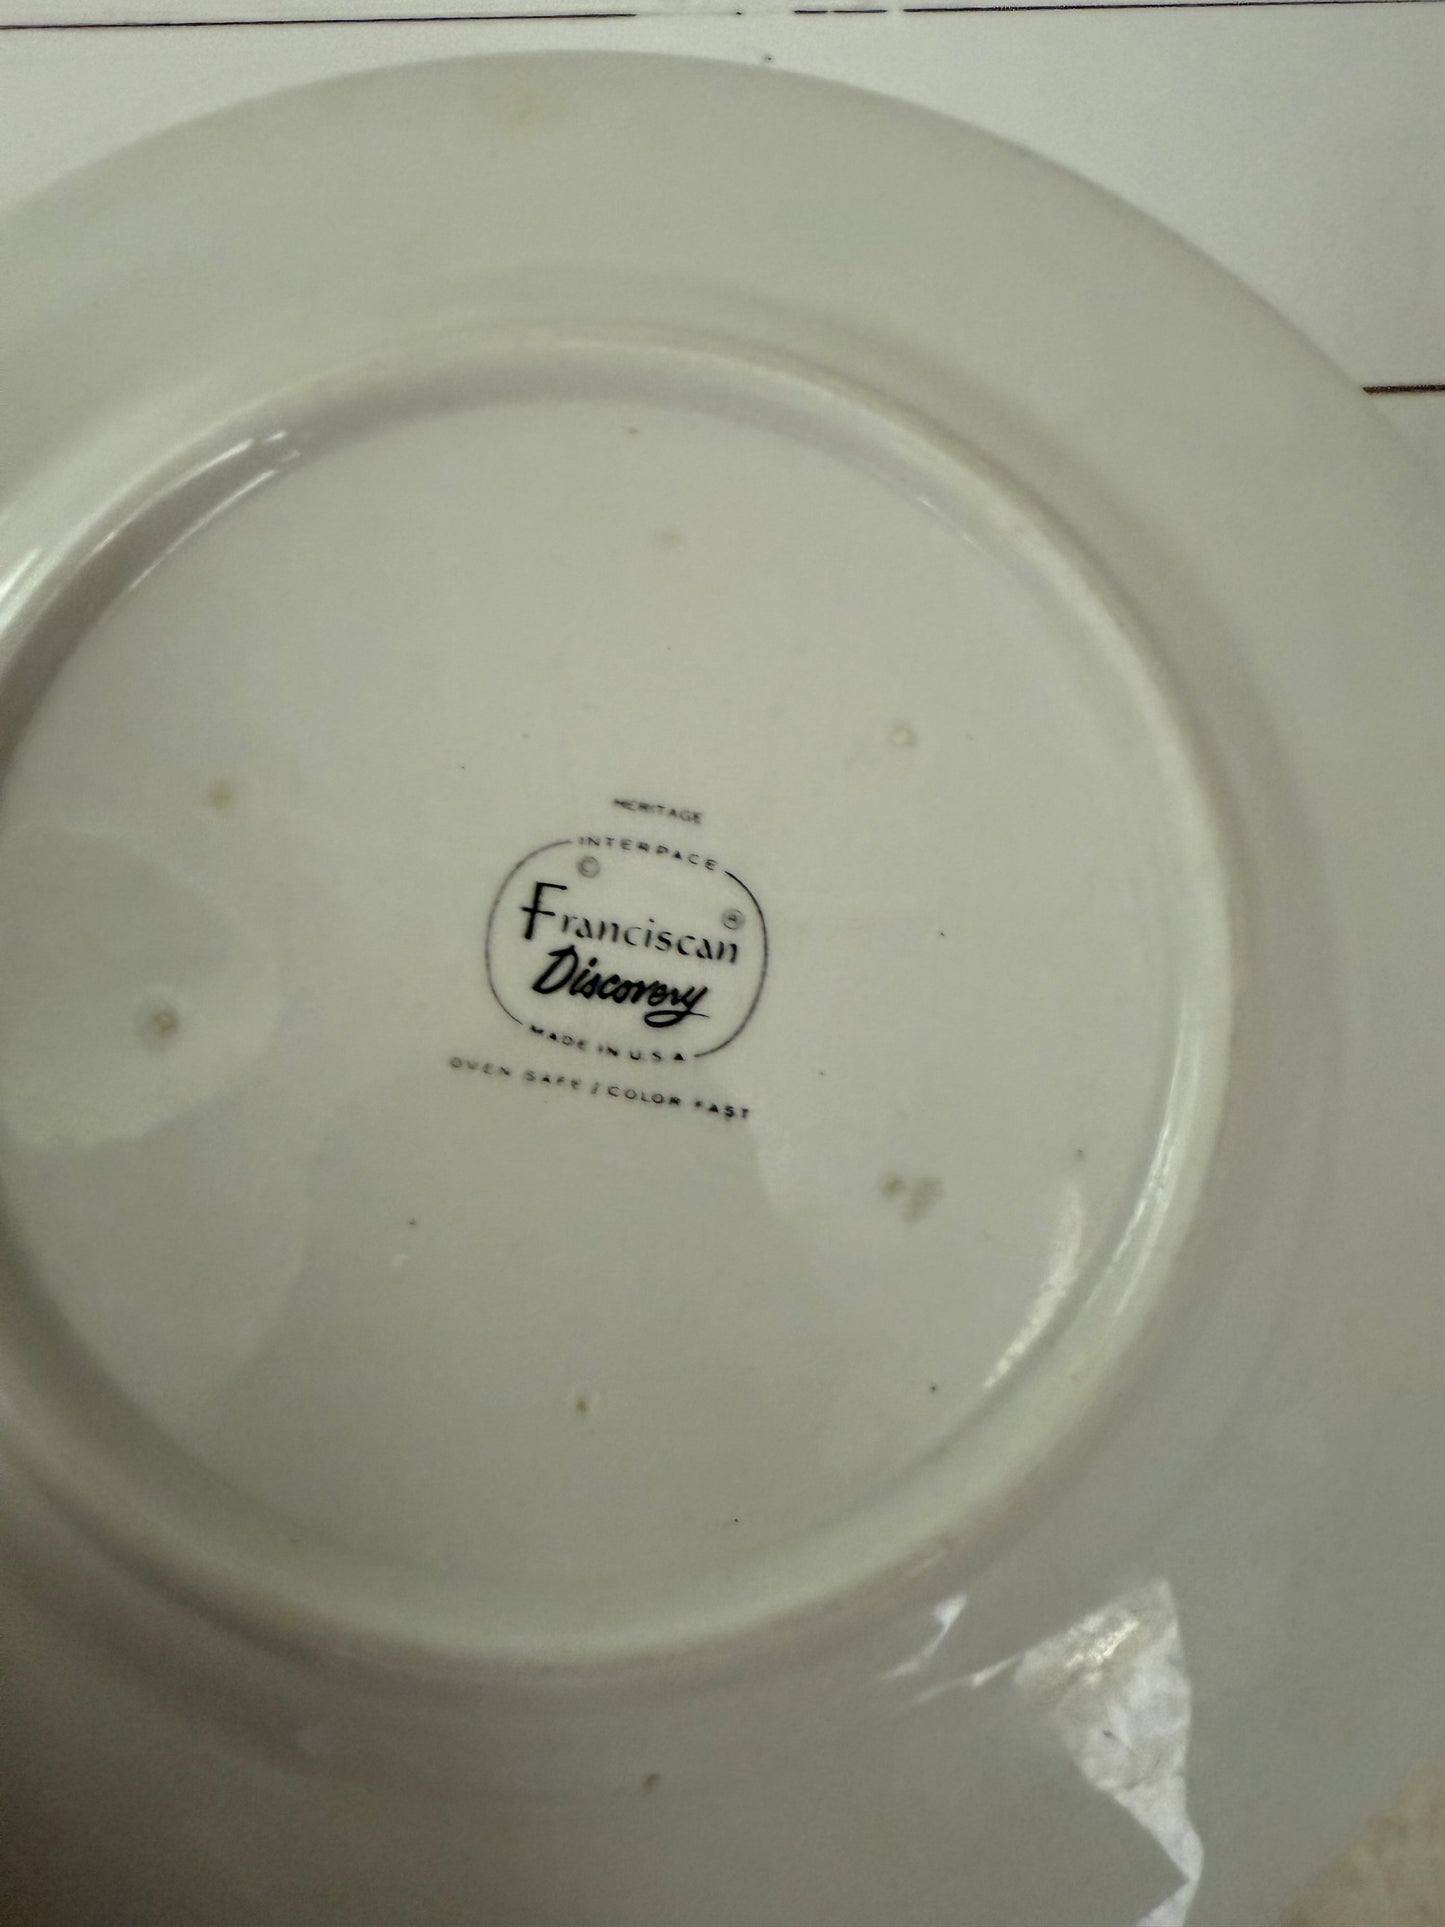 HERITAGE
INTERPACE
©
Franciscan ®
Discovery
MADE IN U.S.A
OVEN SAFE / COLOR FAST